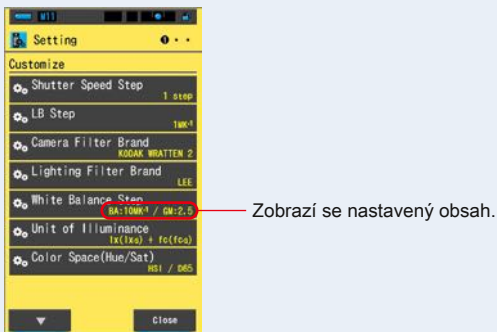 M11
Setting
Customize
Shutter Speed Step
1 step
LB Step
1MK⁻¹
Camera Filter Brand
KODAK WRATTEN 2
Lighting Filter Brand
LEE
White Balance Step
BA:10MK⁻¹ / GM:2.5
Zobrazí se nastavený obsah.
Unit of Illuminance
lx(lxs) + fc(fcs)
Color Space(Hue/Sat)
HSI / D65
▼ Close